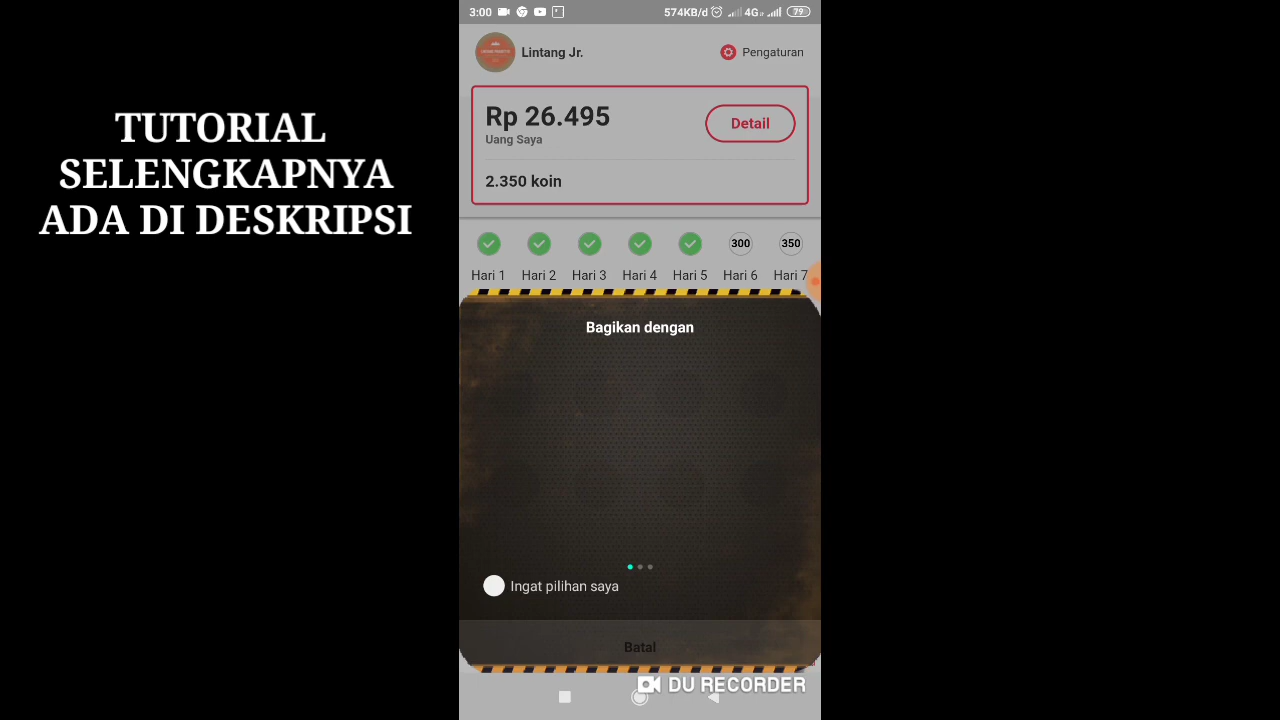 TUTORIAL
SELENGKAPNYA
ADA DI DESKRIPSI
3:00
574KB/d 4G 79
Lintang Jr.
Pengaturan
Rp 26.495
Uang Saya
Detail
2.350 koin
300 350
Hari 1 Hari 2 Hari 3 Hari 4 Hari 5 Hari 6 Hari 7
Bagikan dengan
Ingat pilihan saya
Batal
DU RECORDER